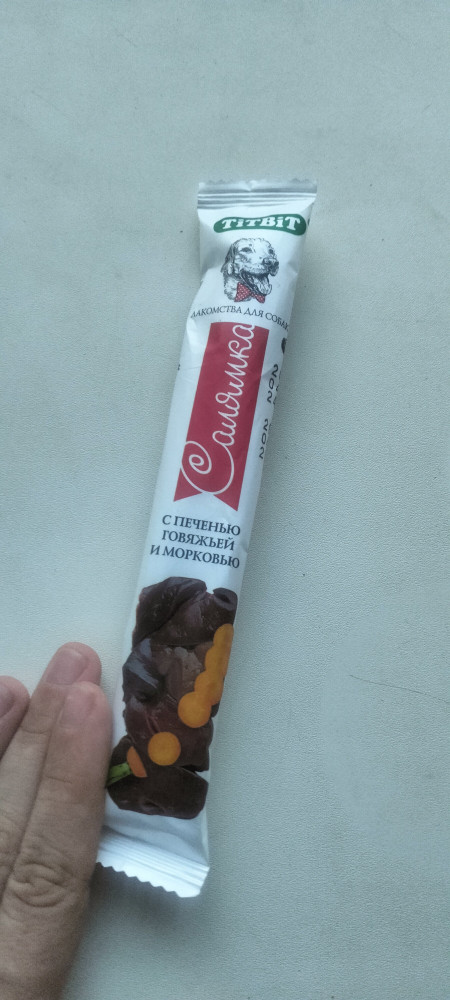 TiTBiT
ЛАКОМСТВА ДЛЯ СОБАК
Салямка
С ПЕЧЕНЬЮ
ГОВЯЖЬЕЙ
И МОРКОВЬЮ